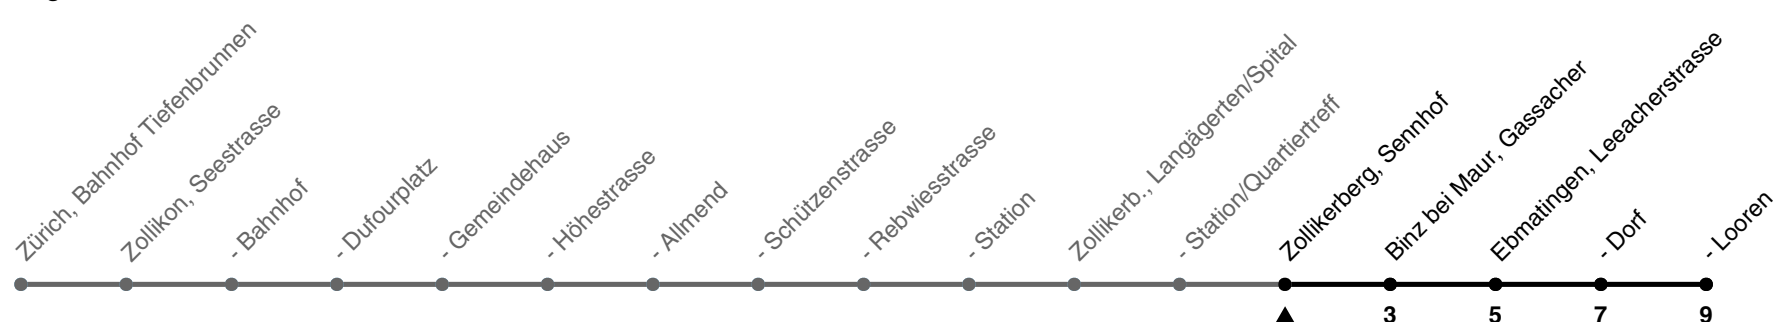 Zürich, Bahnhof Tiefenbrunnen
Zollikon, Seestrasse
- Bahnhof
- Dufourplatz
- Gemeindehaus
- Höhestrasse
- Allmend
- Schützenstrasse
- Rebwiesstrasse
- Station
Zollikerb., Langägerten/Spital
- Station/Quartiertreff
Zollikerberg, Sennhof
Binz bei Maur, Gassacher
Ebmatingen, Leeacherstrasse
- Dorf
- Looren
3 5 7 9